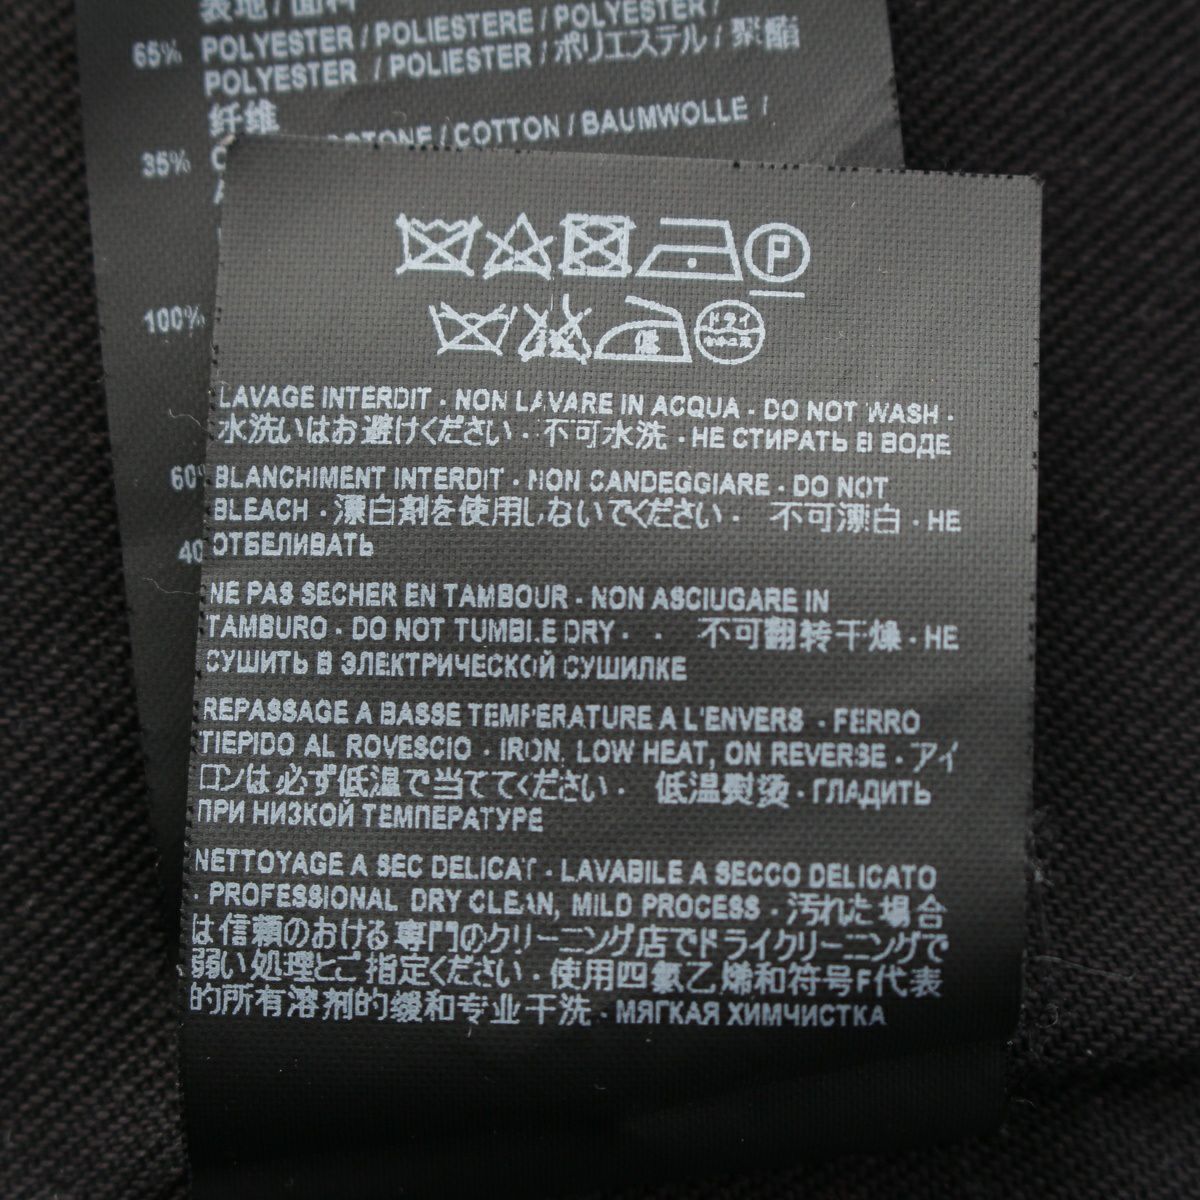 表地 / 面料
65% POLYESTER / POLIESTERE / POLYESTER /
POLYESTER / POLIESTER / ポリエステル / 聚酯
纤维
35% COTONE / COTTON / BAUMWOLLE /
100%
60%
40
P
低
ドライ
LAVAGE INTERDIT - NON LAVARE IN ACQUA - DO NOT WASH -
水洗いはお避けください - 不可水洗 - НЕ СТИРАТЬ В ВОДЕ
BLANCHIMENT INTERDIT - NON CANDEGGIARE - DO NOT
BLEACH - 漂白剤を使用しないでください - 不可漂白 - НЕ
ОТБЕЛИВАТЬ
NE PAS SECHER EN TAMBOUR - NON ASCIUGARE IN
TAMBURO - DO NOT TUMBLE DRY - - 不可翻转干燥 - НЕ
СУШИТЬ В ЭЛЕКТРИЧЕСКОЙ СУШИЛКЕ
REPASSAGE A BASSE TEMPERATURE A L'ENVERS - FERRO
TIEPIDO AL ROVESCIO - IRON, LOW HEAT, ON REVERSE - アイ
ロンは必ず低温で当ててください - 低温熨烫 - ГЛАДИТЬ
ПРИ НИЗКОЙ ТЕМПЕРАТУРЕ
NETTOYAGE A SEC DELICAT - LAVABILE A SECCO DELICATO
- PROFESSIONAL DRY CLEAN, MILD PROCESS - 汚れた場合
は信頼のおける専門のクリーニング店でドライクリーニングで
弱い処理とご指定ください - 使用四氯乙烯和符号F代表
的所有溶剂的缓和专业干洗 - МЯГКАЯ ХИМЧИСТКА